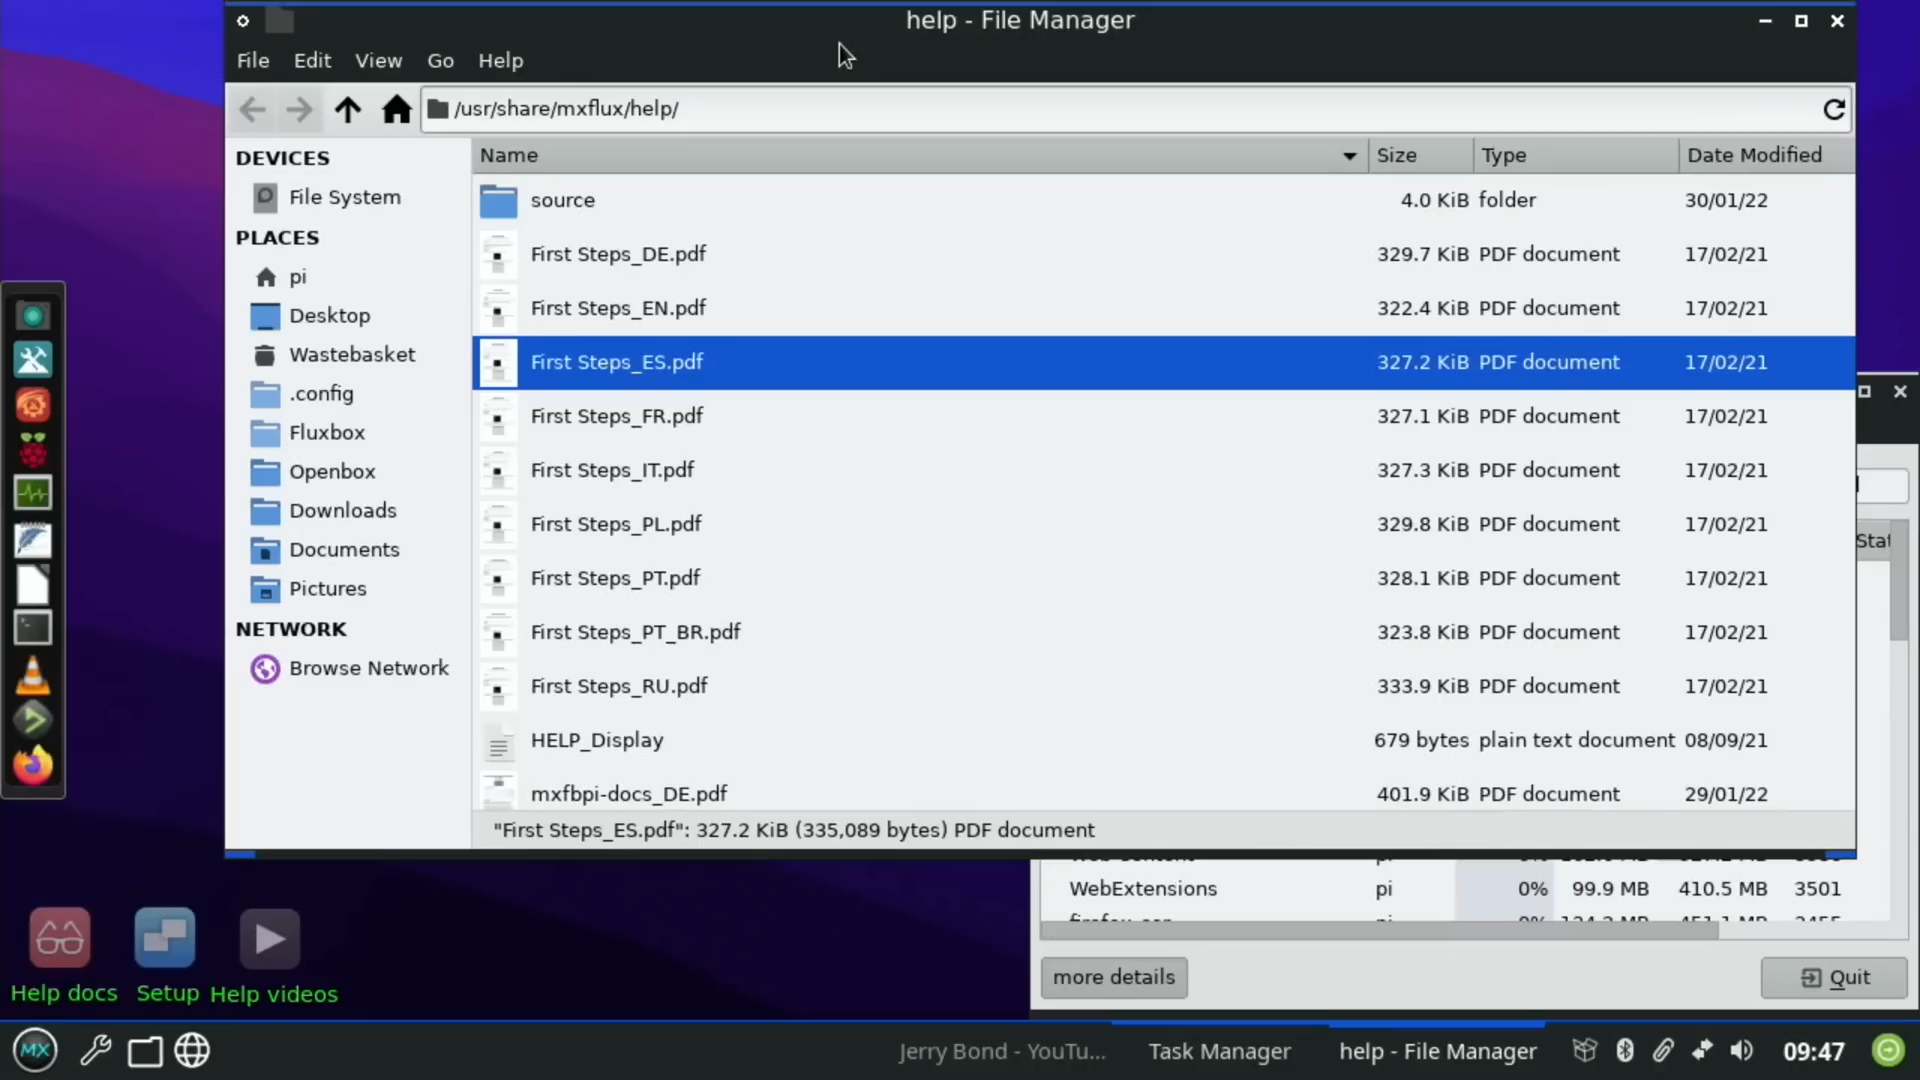 help - File Manager
File Edit View Go Help
/usr/share/mxflux/help/
DEVICES
File System
PLACES
pi
Desktop
Wastebasket
.config
Fluxbox
Openbox
Downloads
Documents
Pictures
NETWORK
Browse Network
Name Size Type Date Modified
source 4.0 KiB folder 30/01/22
First Steps_DE.pdf 329.7 KiB PDF document 17/02/21
First Steps_EN.pdf 322.4 KiB PDF document 17/02/21
First Steps_ES.pdf 327.2 KiB PDF document 17/02/21
First Steps_FR.pdf 327.1 KiB PDF document 17/02/21
First Steps_IT.pdf 327.3 KiB PDF document 17/02/21
First Steps_PL.pdf 329.8 KiB PDF document 17/02/21
First Steps_PT.pdf 328.1 KiB PDF document 17/02/21
First Steps_PT_BR.pdf 323.8 KiB PDF document 17/02/21
First Steps_RU.pdf 333.9 KiB PDF document 17/02/21
HELP_Display 679 bytes plain text document 08/09/21
mxfbpi-docs_DE.pdf 401.9 KiB PDF document 29/01/22
"First Steps_ES.pdf": 327.2 KiB (335,089 bytes) PDF document
Stat
WebExtensions pi 0% 99.9 MB 410.5 MB 3501
more details
Quit
Help docs
Setup
Help videos
MX
Jerry Bond - YouTu...
Task Manager
help - File Manager
09:47